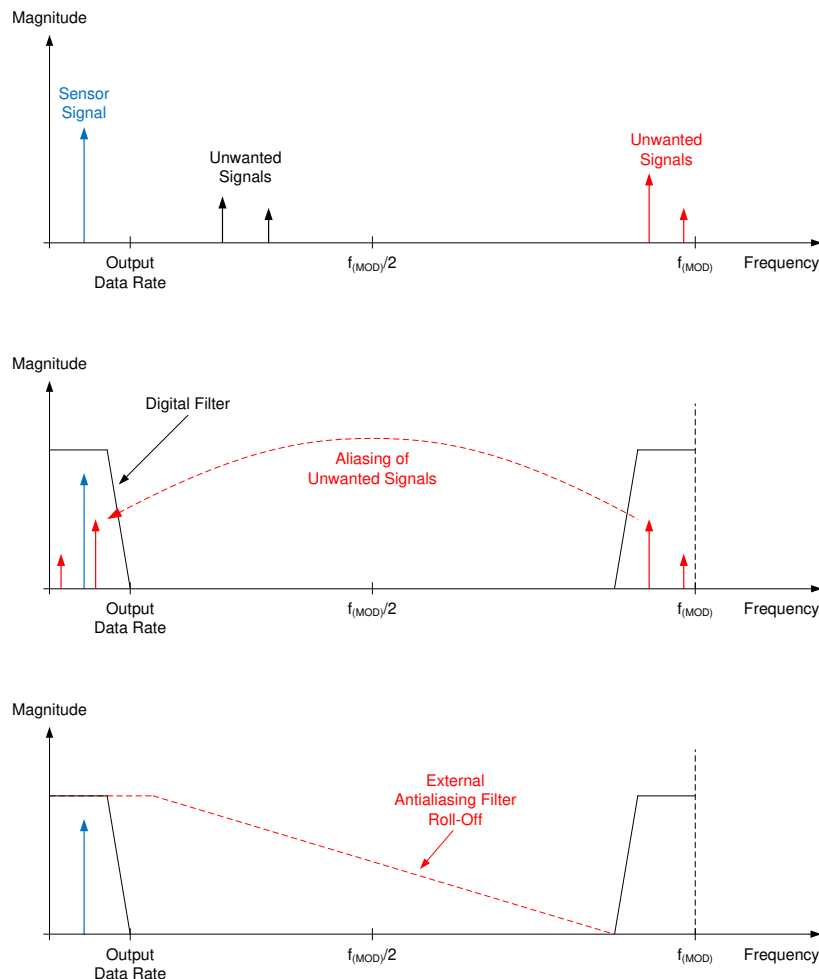 Magnitude
Sensor
Signal
Unwanted
Signals
Unwanted
Signals
Output
Data Rate
f(MOD)/2
f(MOD)
Frequency
Magnitude
Digital Filter
Aliasing of
Unwanted Signals
Output
Data Rate
f(MOD)/2
f(MOD)
Frequency
Magnitude
External
Antialiasing Filter
Roll-Off
Output
Data Rate
f(MOD)/2
f(MOD)
Frequency